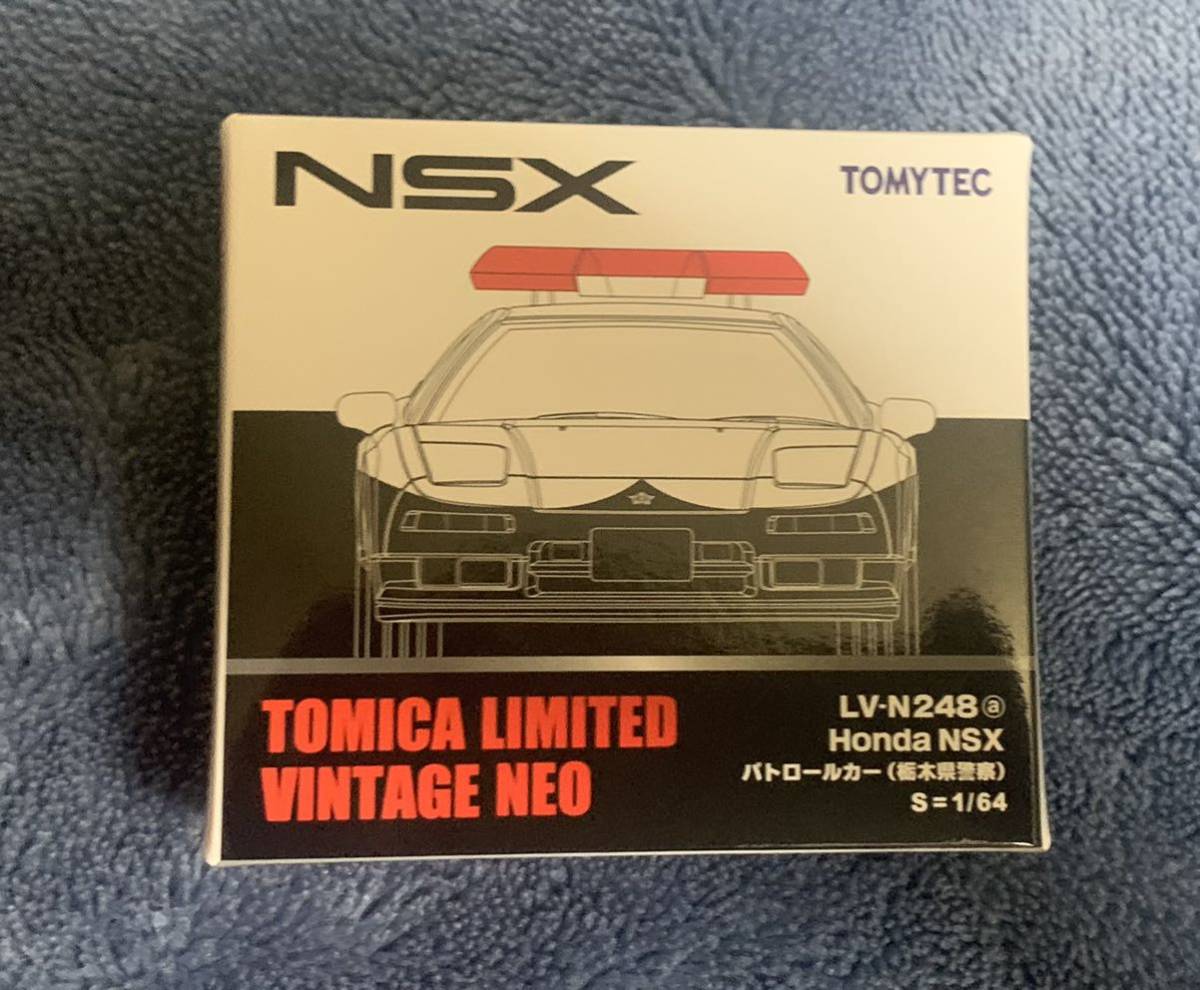 NSX
TOMYTEC
TOMICA LIMITED
VINTAGE NEO
LV-N248ⓐ
Honda NSX
パトロールカー(栃木県警察)
S=1/64